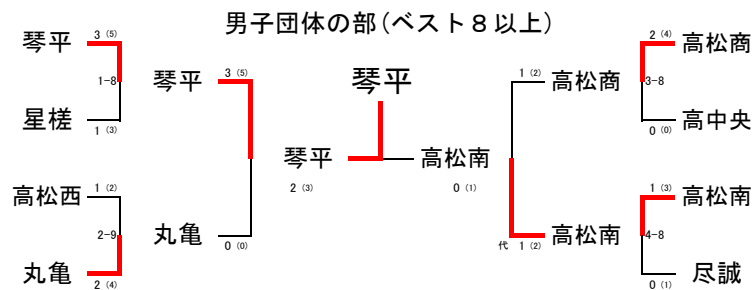 男子団体の部(ベスト８以上)
琴平
3 (5)
1-8
星槎
1 (3)
高松西
1 (2)
2-9
丸亀
2 (4)
琴平
3 (5)
丸亀
0 (0)
琴平
琴平
2 (3)
高松南
0 (1)
1 (2)
高松商
代 1 (2)
高松南
2 (4)
高松商
3-8
0 (0)
高中央
1 (3)
高松南
4-8
0 (1)
尽誠